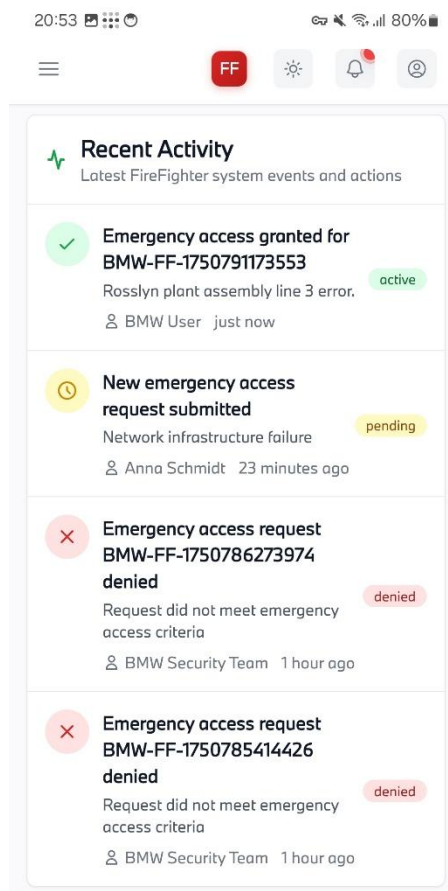 20:53
80%
FF
Recent Activity
Latest FireFighter system events and actions
Emergency access granted for
BMW-FF-1750791173553
active
Rosslyn plant assembly line 3 error.
BMW User just now
New emergency access
request submitted
pending
Network infrastructure failure
Anna Schmidt 23 minutes ago
Emergency access request
BMW-FF-1750786273974
denied
denied
Request did not meet emergency
access criteria
BMW Security Team 1 hour ago
Emergency access request
BMW-FF-1750785414426
denied
denied
Request did not meet emergency
access criteria
BMW Security Team 1 hour ago